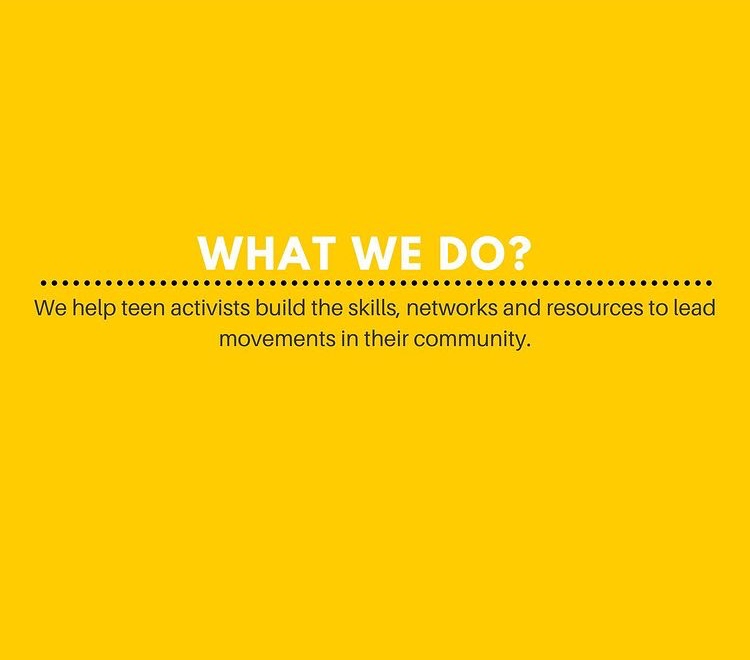 WHAT WE DO?
We help teen activists build the skills, networks and resources to lead
movements in their community.